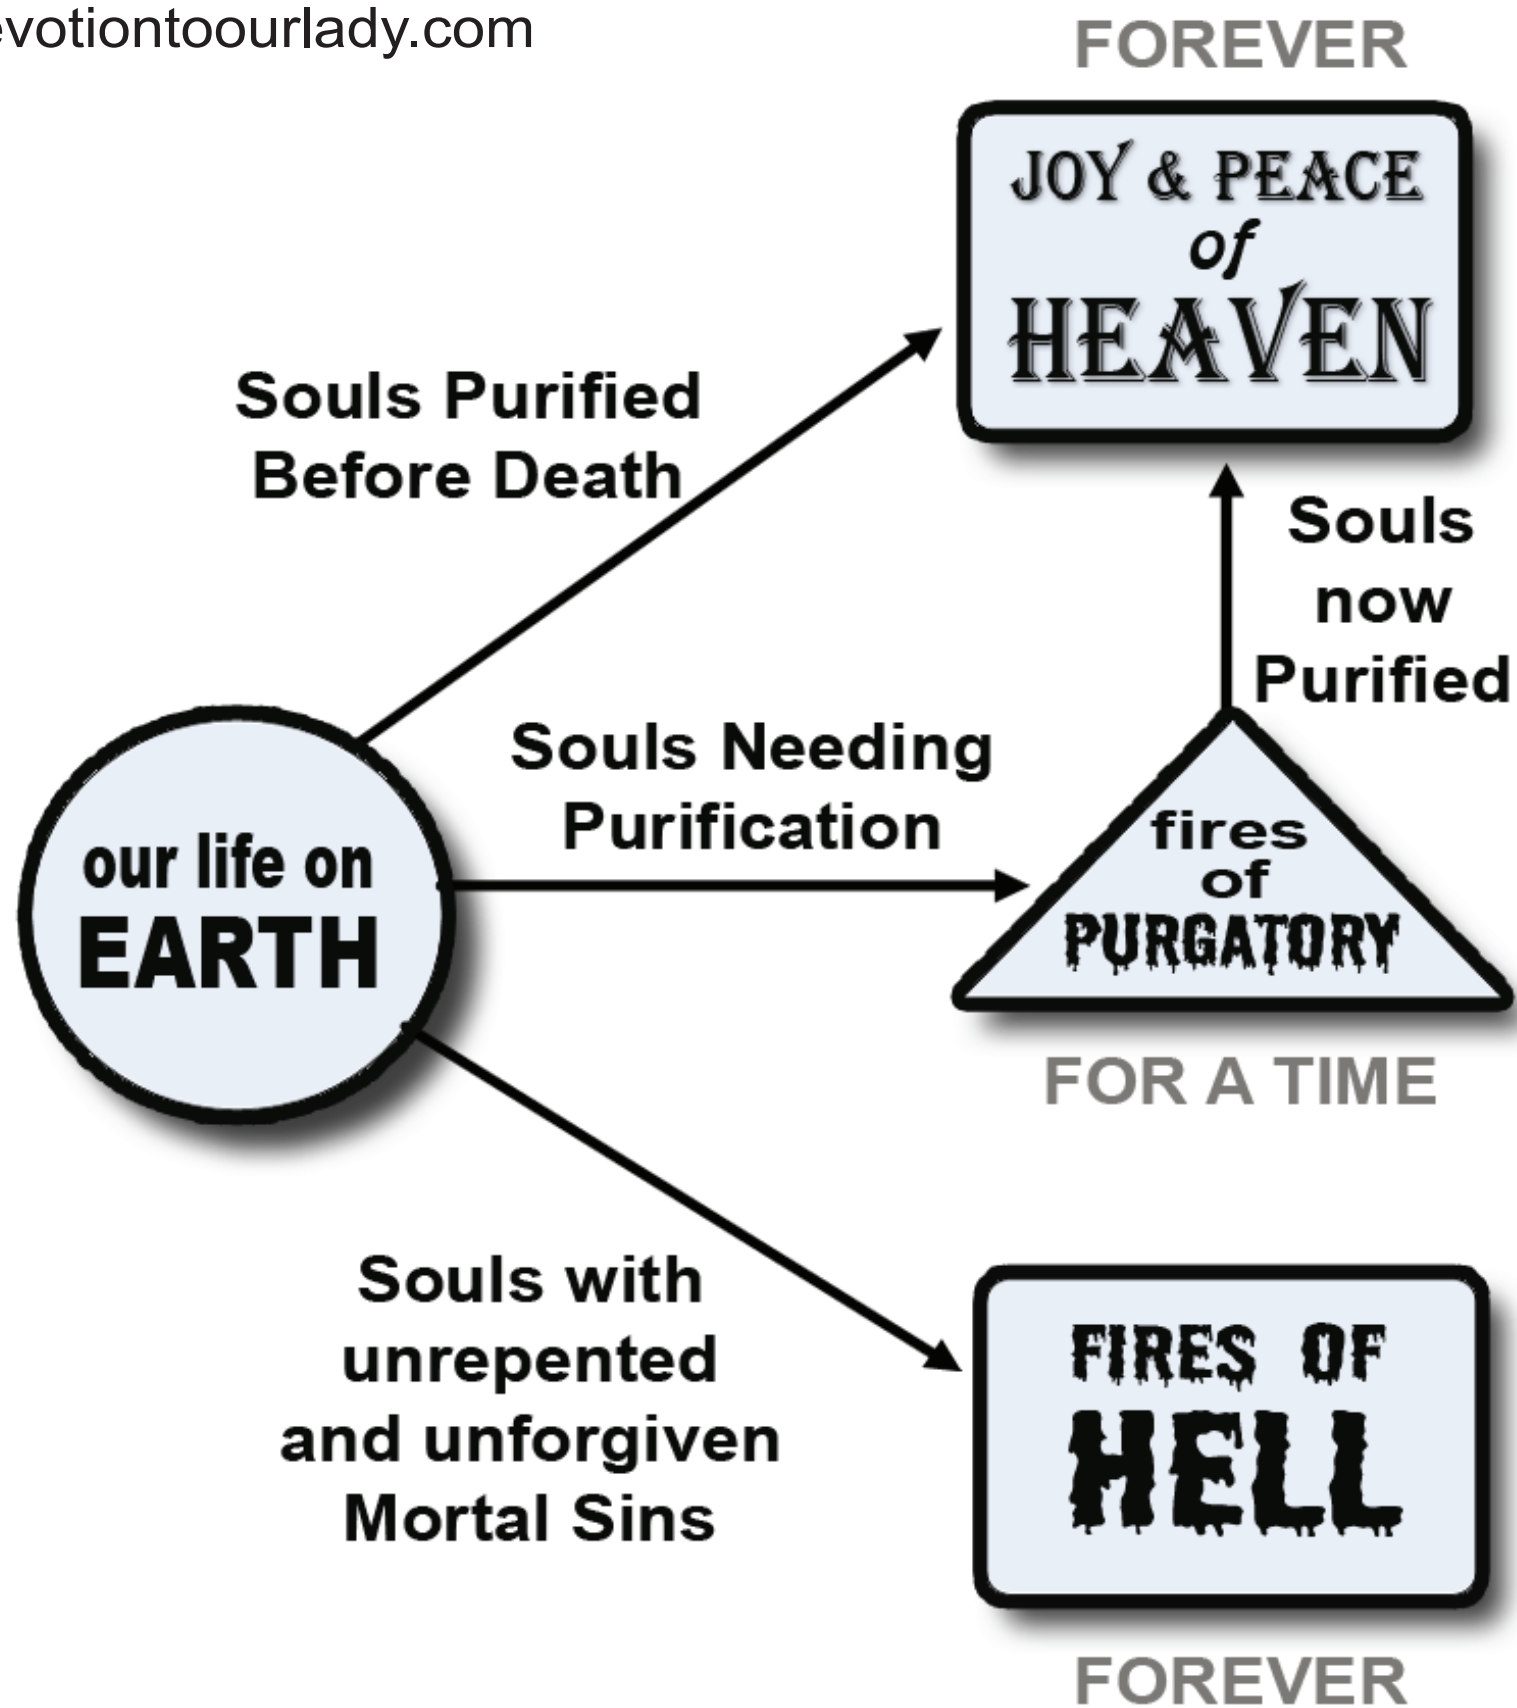 evotiontoourlady.com
FOREVER
JOY & PEACE
of
HEAVEN
Souls Purified
Before Death
Souls
now
Purified
Souls Needing
Purification
our life on
EARTH
fires
of
PURGATORY
FOR A TIME
Souls with
unrepented
and unforgiven
Mortal Sins
FIRES OF
HELL
FOREVER